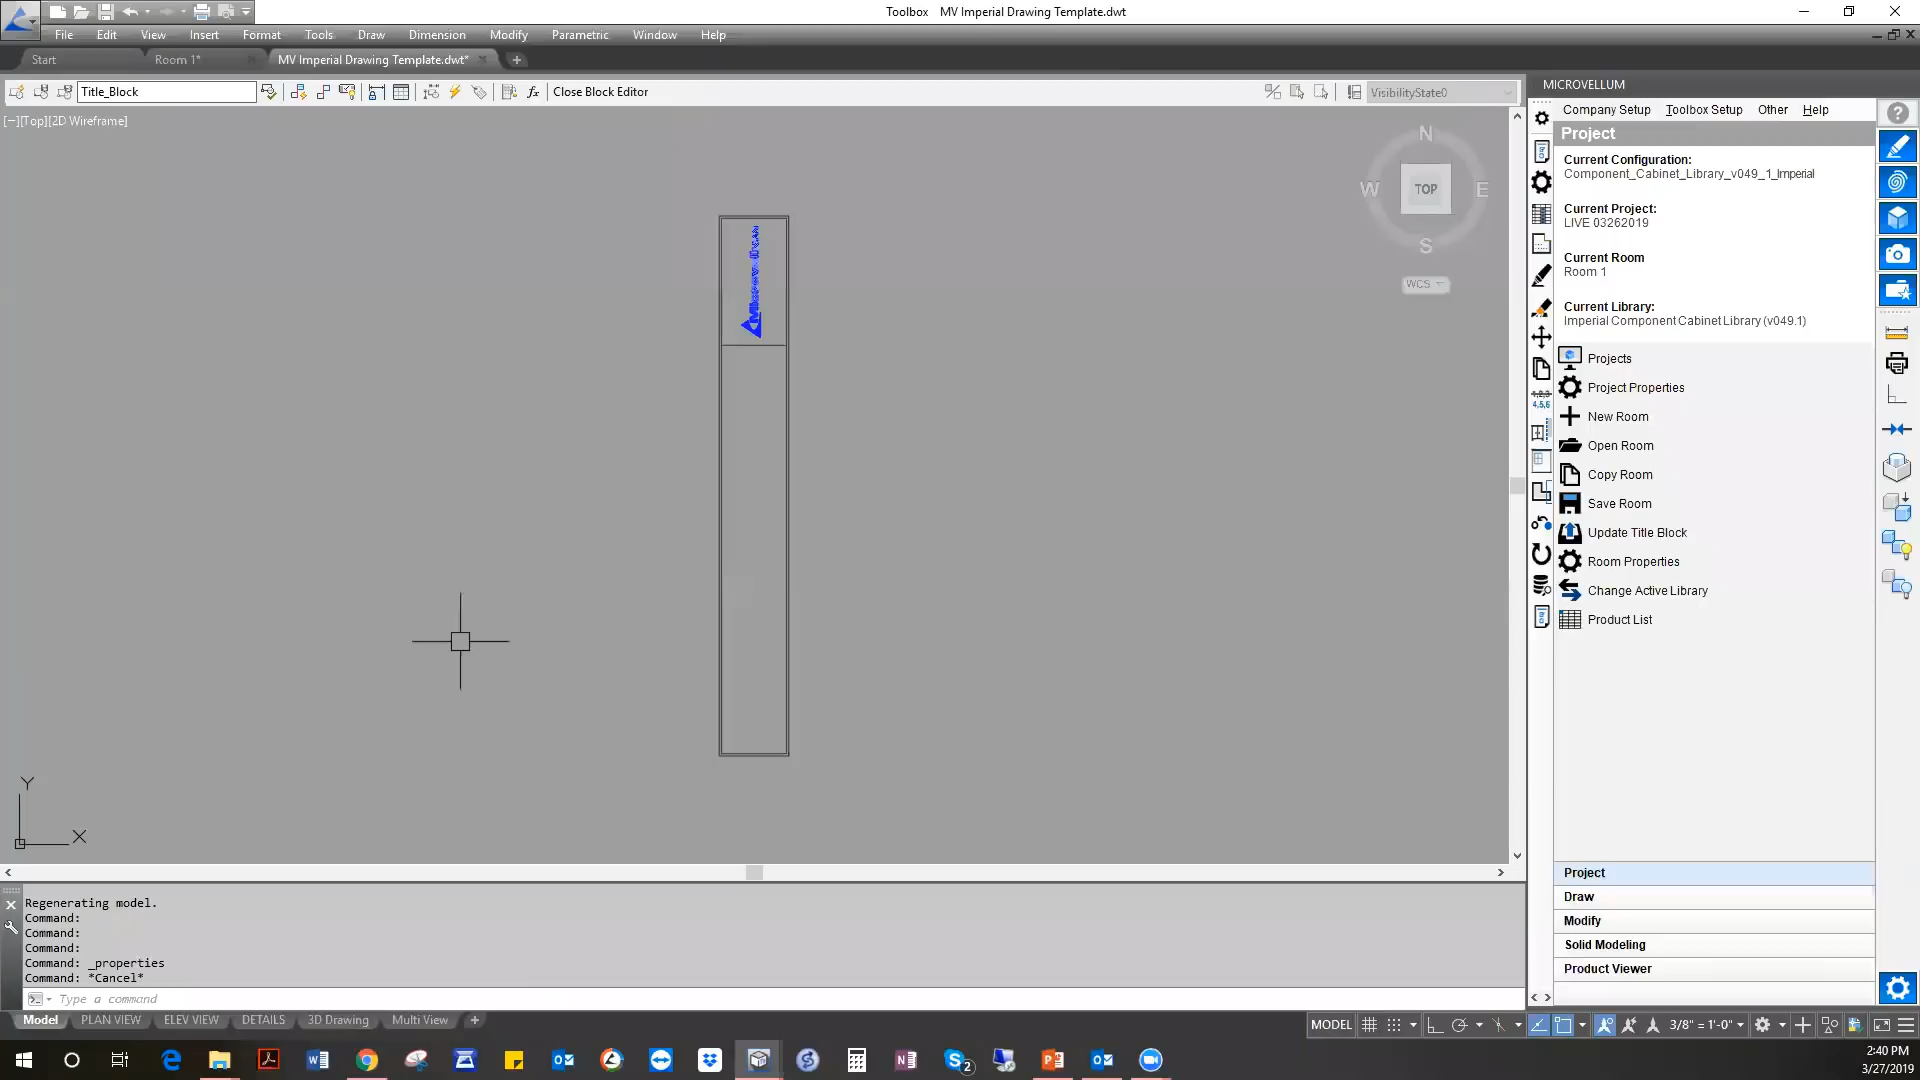 Toolbox MV Imperial Drawing Template.dwt
File Edit View Insert Format Tools Draw Dimension Modify Parametric Window Help
Start Room 1* MV Imperial Drawing Template.dwt*
Title_Block
Close Block Editor
VisibilityState0
[−][Top][2D Wireframe]
N
W TOP E
S
WCS
Microvellum
Y
X
MICROVELLUM
Company Setup Toolbox Setup Other Help
Project
Current Configuration:
Component_Cabinet_Library_v049_1_Imperial
Current Project:
LIVE 03262019
Current Room
Room 1
Current Library:
Imperial Component Cabinet Library (v049.1)
Projects
Project Properties
New Room
Open Room
Copy Room
Save Room
Update Title Block
Room Properties
Change Active Library
Product List
Project
Draw
Modify
Solid Modeling
Product Viewer
Regenerating model.
Command:
Command:
Command:
Command: _properties
Command: *Cancel*
Type a command
Model PLAN VIEW ELEV VIEW DETAILS 3D Drawing Multi View
MODEL 3/8" = 1'-0"
2:40 PM
3/27/2019